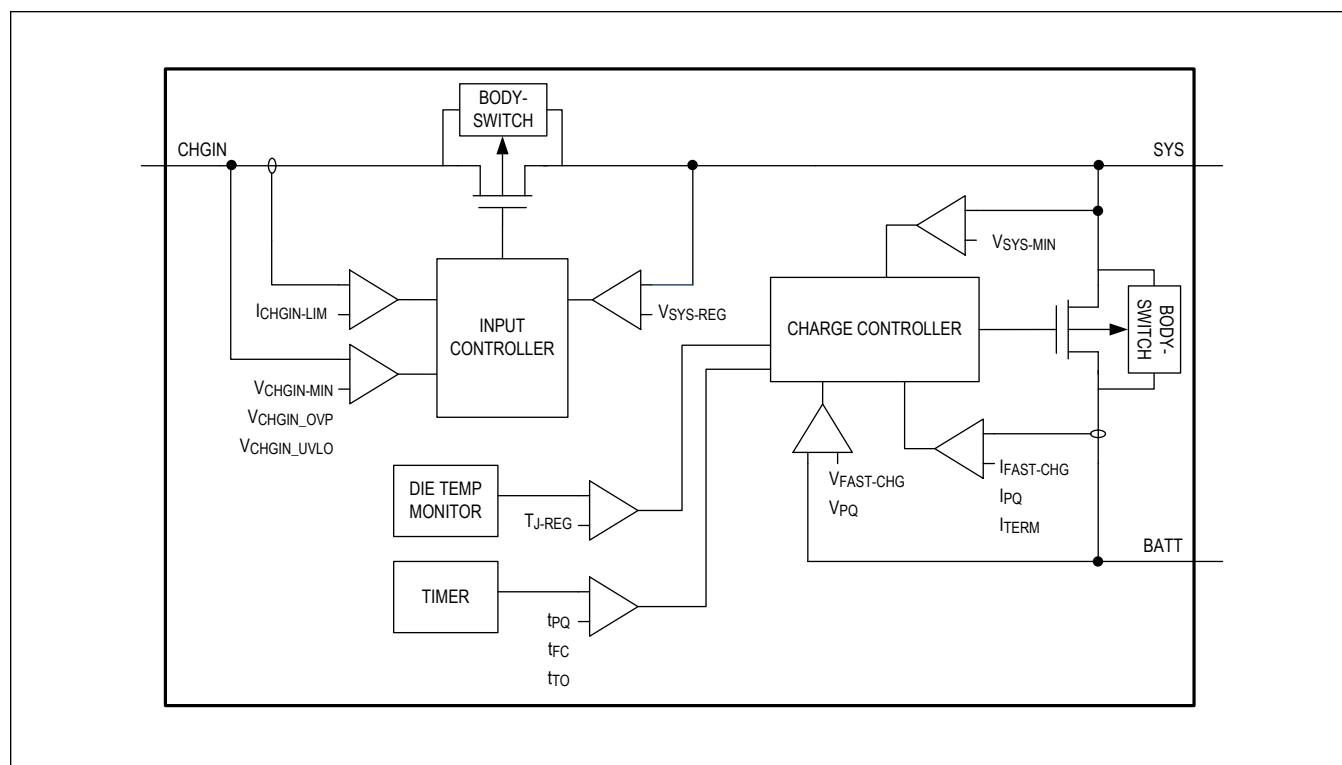 BODY-
SWITCH
CHGIN
SYS
VSYS-MIN
ICHGIN-LIM
INPUT
CONTROLLER
VSYS-REG
CHARGE CONTROLLER
BODY-
SWITCH
VCHGIN-MIN
VCHGIN_OVP
VCHGIN_UVLO
DIE TEMP
MONITOR
TJ-REG
VFAST-CHG
VPQ
IFAST-CHG
IPQ
ITERM
BATT
TIMER
tPQ
tFC
tTO